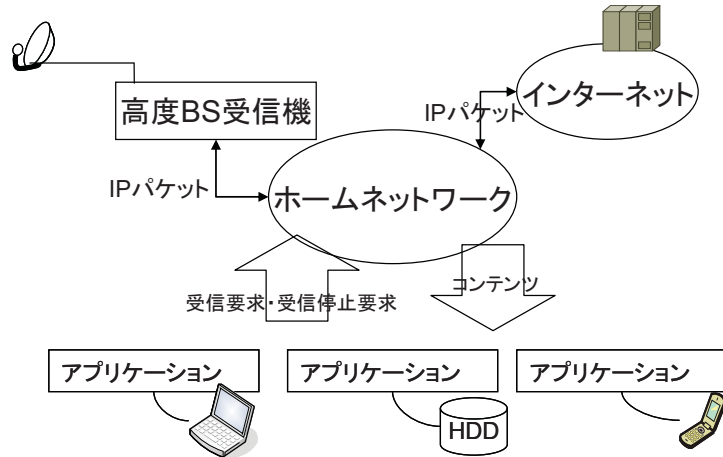 高度BS受信機
インターネット
IPパケット
IPパケット
ホームネットワーク
受信要求・受信停止要求
コンテンツ
アプリケーション
アプリケーション
アプリケーション
HDD